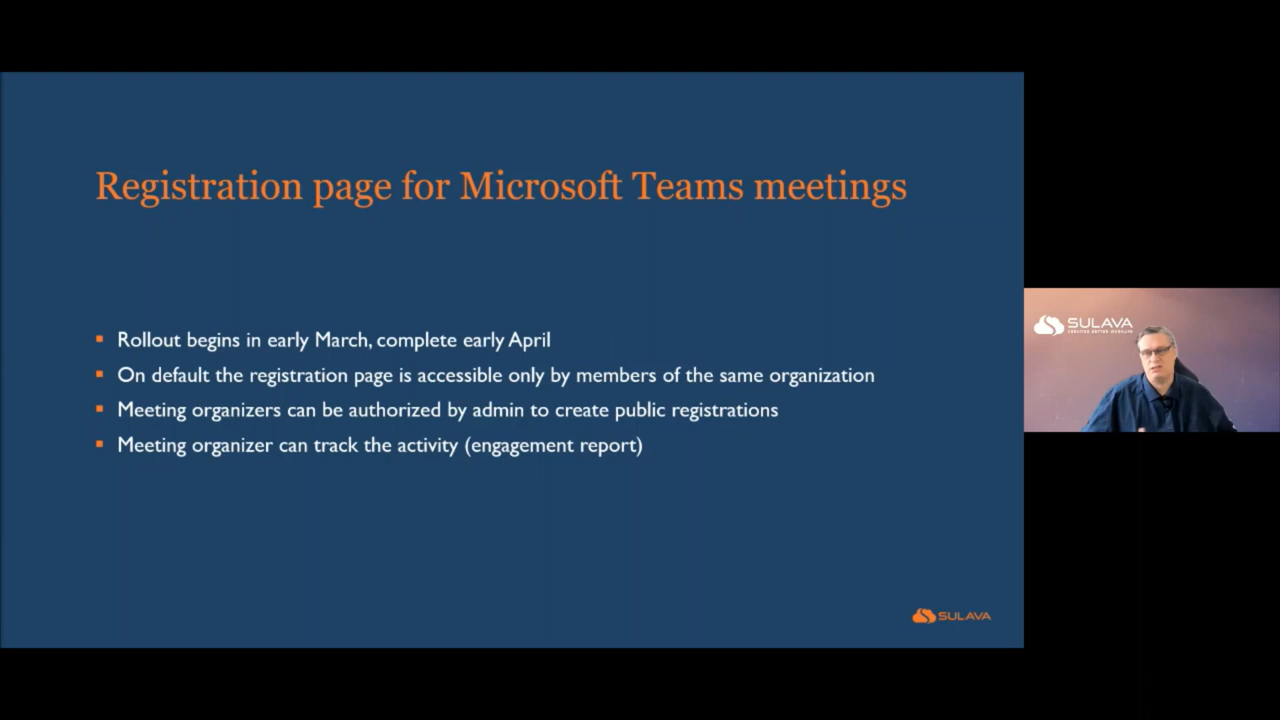 Registration page for Microsoft Teams meetings
Rollout begins in early March, complete early April
On default the registration page is accessible only by members of the same organization
Meeting organizers can be authorized by admin to create public registrations
Meeting organizer can track the activity (engagement report)
SULAVA
SULAVA